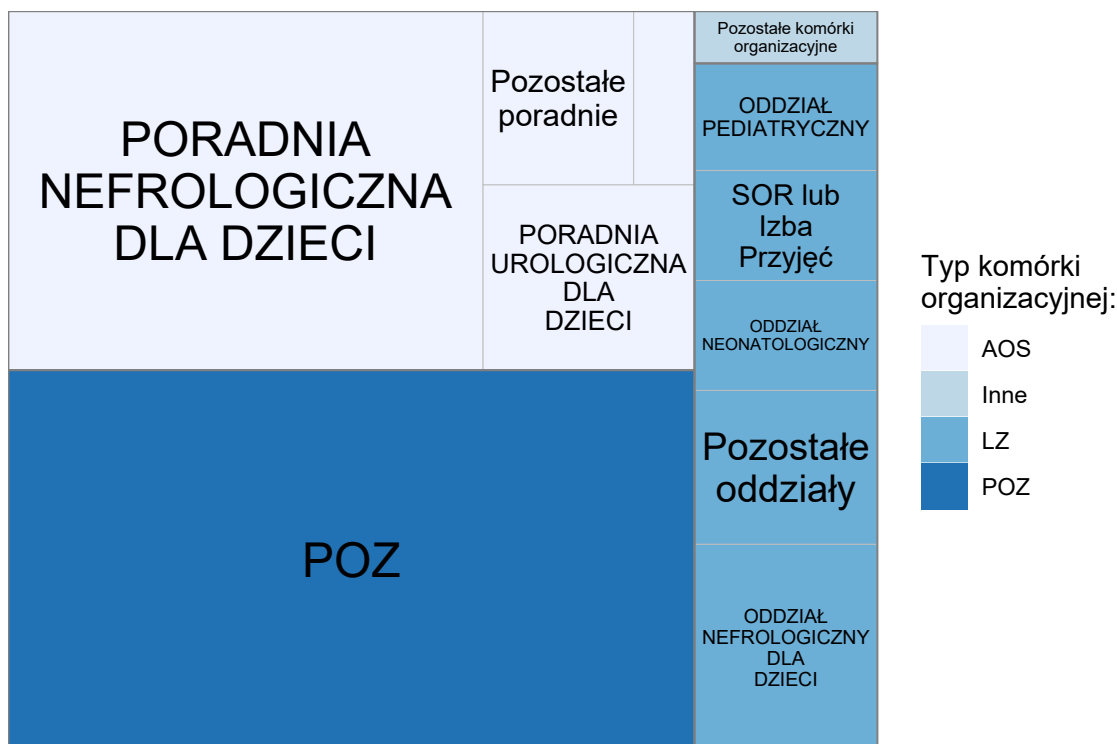 PORADNIA
NEFROLOGICZNA
DLA DZIECI
Pozostałe
poradnie
PORADNIA
UROLOGICZNA
DLA
DZIECI
POZ
Pozostałe komórki
organizacyjne
ODDZIAŁ
PEDIATRYCZNY
SOR lub
Izba
Przyjęć
ODDZIAŁ
NEONATOLOGICZNY
Pozostałe
oddziały
ODDZIAŁ
NEFROLOGICZNY
DLA
DZIECI
Typ komórki
organizacyjnej:
AOS
Inne
LZ
POZ